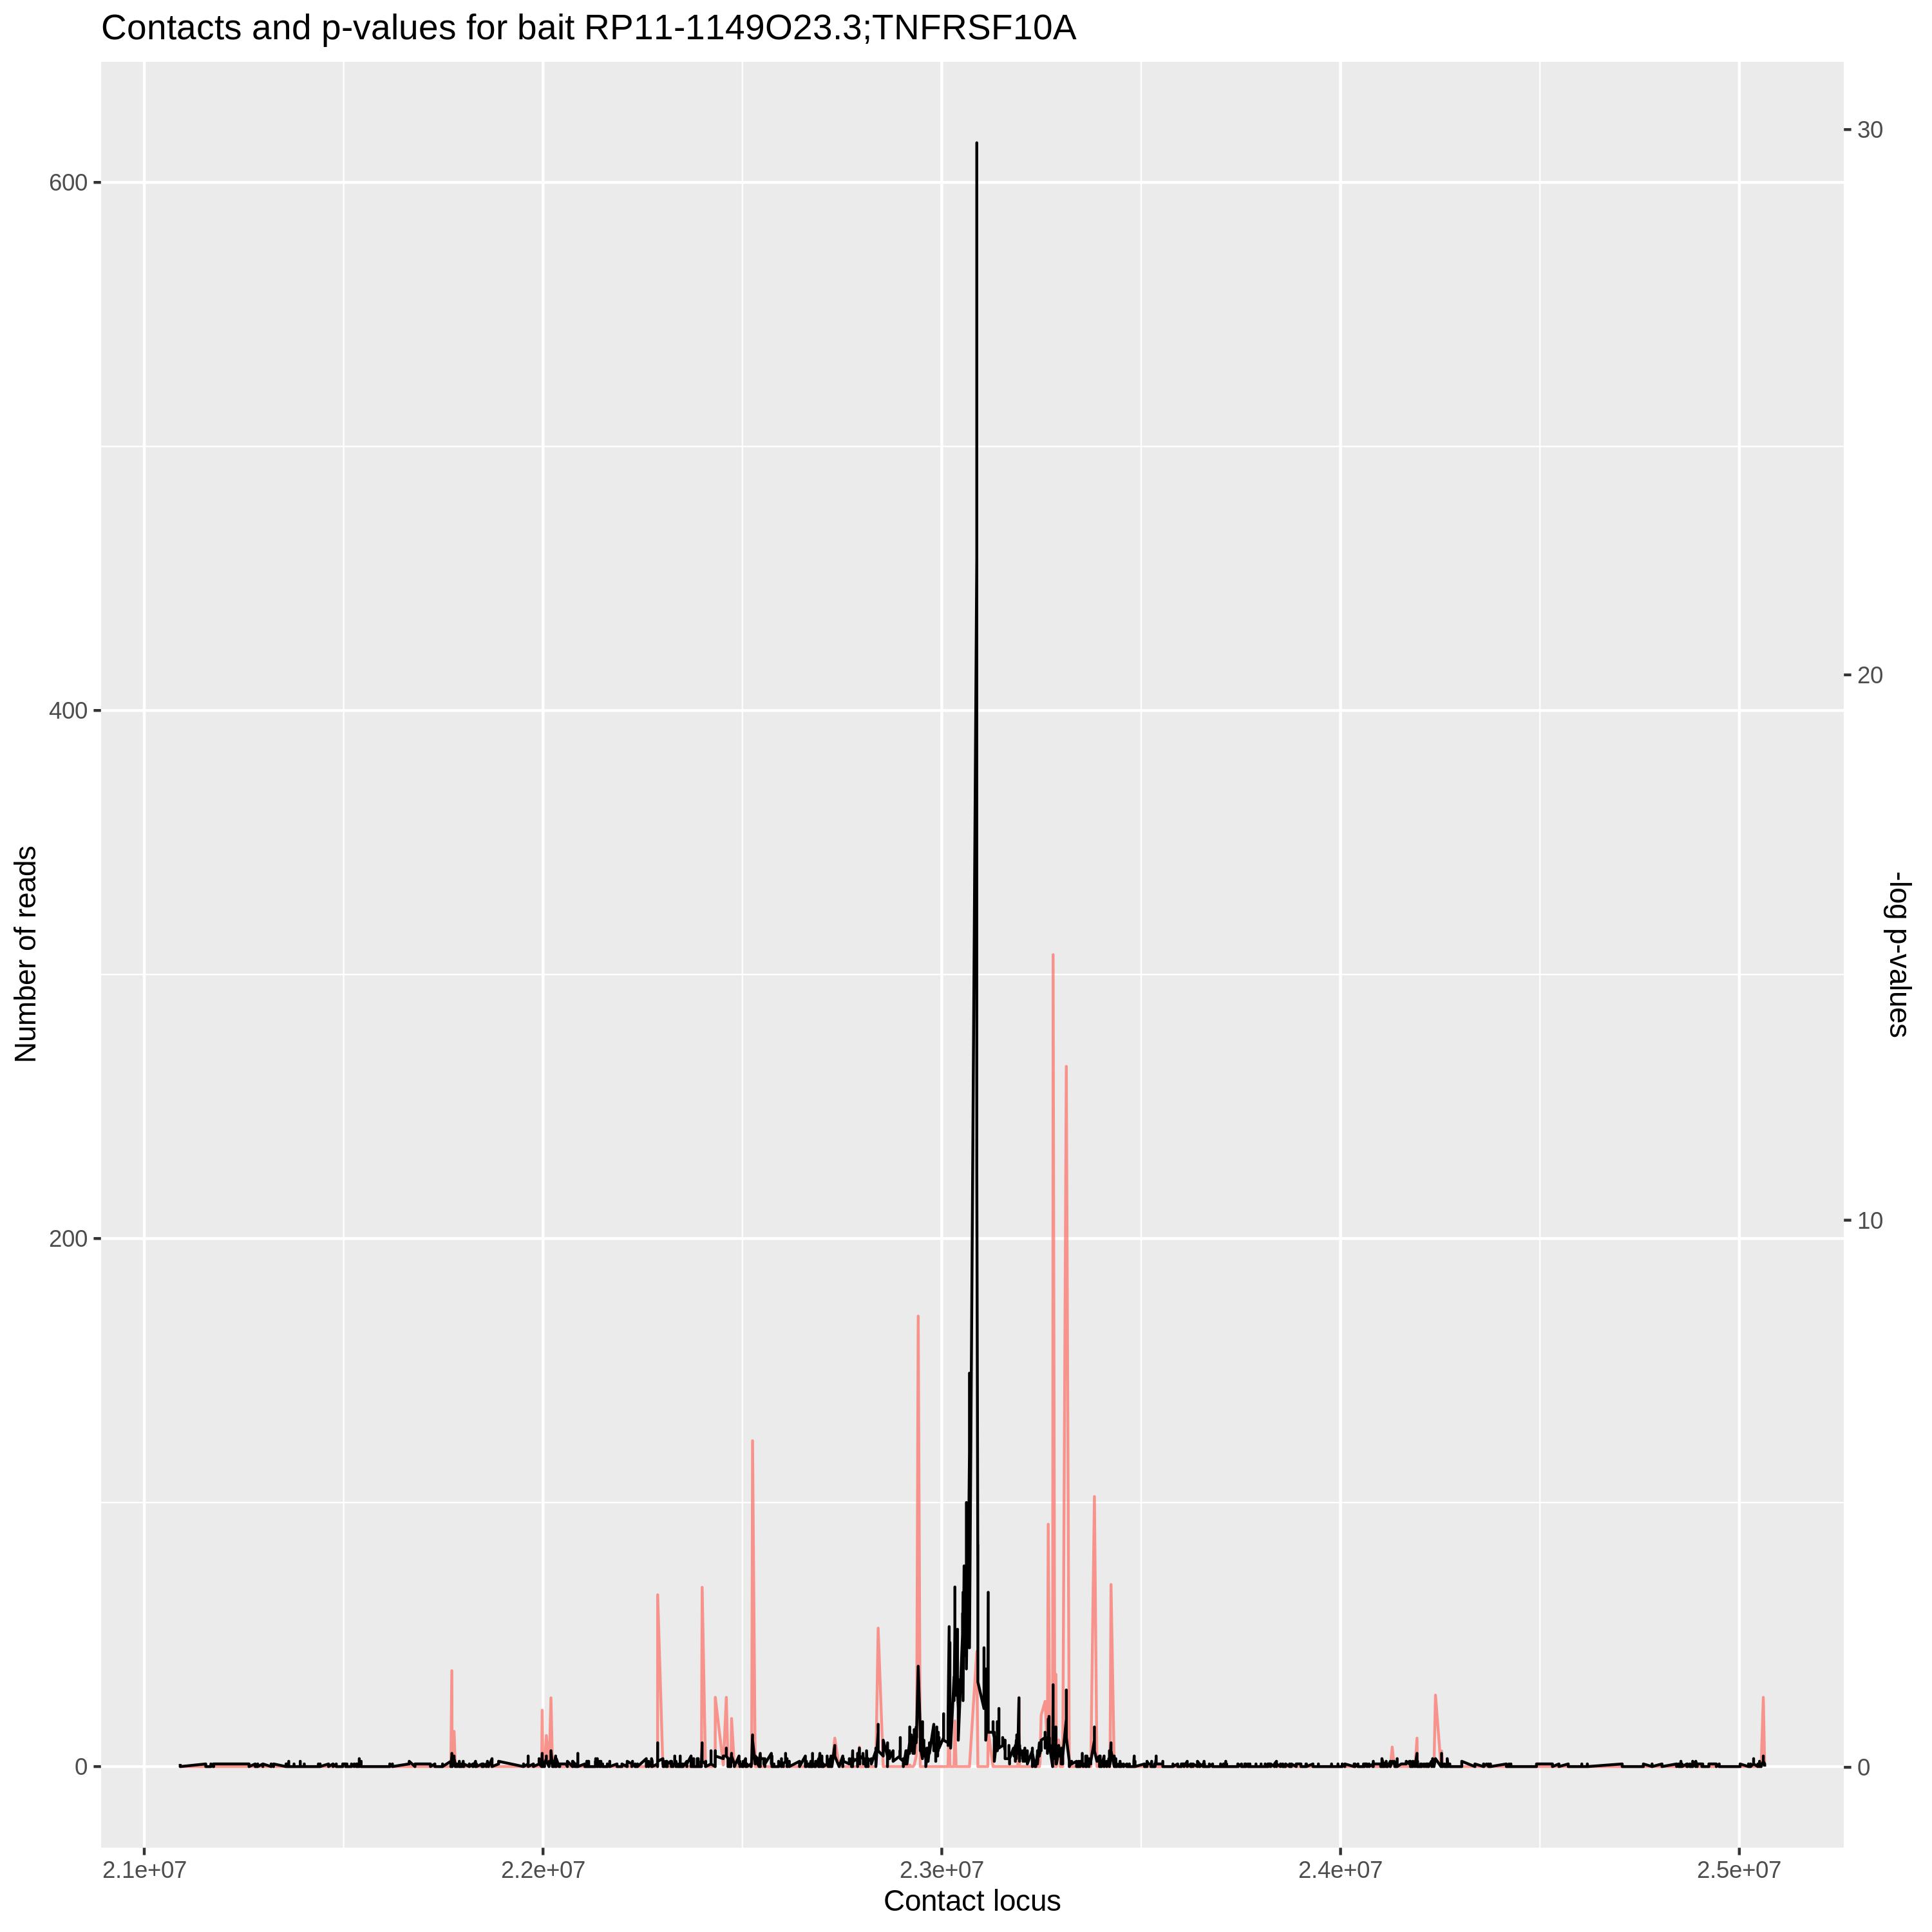 Contacts and p-values for bait RP11-1149O23.3;TNFRSF10A
600
400
200
0
Number of reads
30
20
10
0
-log p-values
2.1e+07
2.2e+07
2.3e+07
2.4e+07
2.5e+07
Contact locus